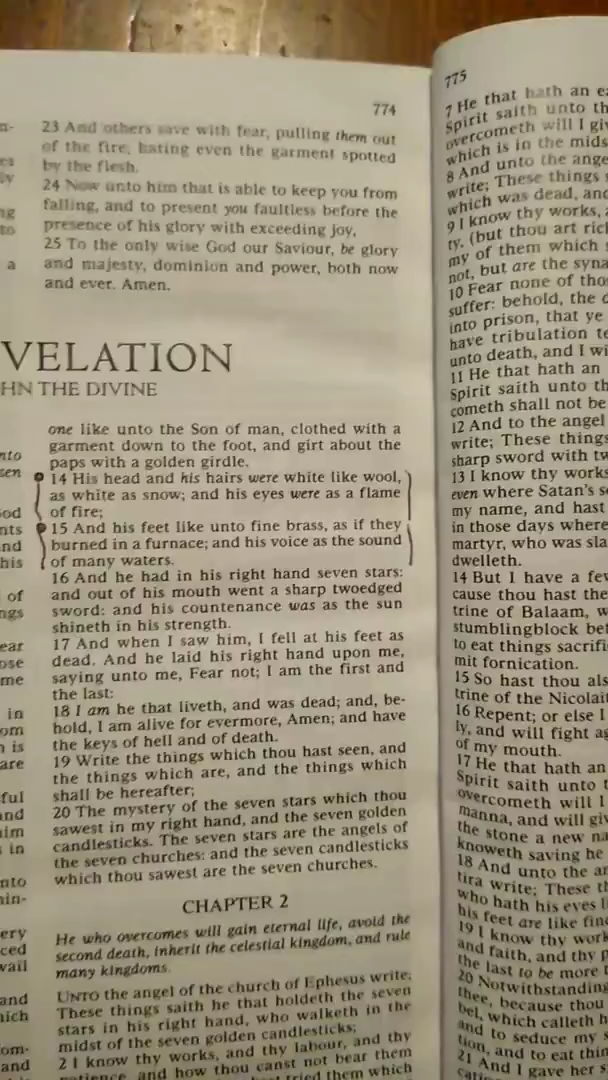 774
23 And others save with fear, pulling them out
of the fire, hating even the garment spotted
by the flesh.
24 Now unto him that is able to keep you from
falling, and to present you faultless before the
presence of his glory with exceeding joy,
25 To the only wise God our Saviour, be glory
and majesty, dominion and power, both now
and ever. Amen.
VELATION
HN THE DIVINE
one like unto the Son of man, clothed with a
garment down to the foot, and girt about the
paps with a golden girdle.
14 His head and his hairs were white like wool,
as white as snow; and his eyes were as a flame
of fire;
15 And his feet like unto fine brass, as if they
burned in a furnace; and his voice as the sound
of many waters.
16 And he had in his right hand seven stars:
and out of his mouth went a sharp twoedged
sword: and his countenance was as the sun
shineth in his strength.
17 And when I saw him, I fell at his feet as
dead. And he laid his right hand upon me,
saying unto me, Fear not; I am the first and
the last:
18 I am he that liveth, and was dead; and, be-
hold, I am alive for evermore, Amen; and have
the keys of hell and of death.
19 Write the things which thou hast seen, and
the things which are, and the things which
shall be hereafter;
20 The mystery of the seven stars which thou
sawest in my right hand, and the seven golden
candlesticks. The seven stars are the angels of
the seven churches: and the seven candlesticks
which thou sawest are the seven churches.
CHAPTER 2
He who overcomes will gain eternal life, avoid the
second death, inherit the celestial kingdom, and rule
many kingdoms.
UNTO the angel of the church of Ephesus write;
These things saith he that holdeth the seven
stars in his right hand, who walketh in the
midst of the seven golden candlesticks;
2 I know thy works, and thy labour, and thy
patience, and how thou canst not bear them
hast tried them which
775
7 He that hath an
Spirit saith unto
overcometh will I
which is in the
8 And unto the
write; These things
which was dead, and
9 I know thy works,
ty, (but thou art
my of them which
not, but are the
10 Fear none of
suffer: behold, the
into prison, that ye
have tribulation
unto death, and I
11 He that hath an
Spirit saith unto
cometh shall not be
12 And to the angel
write; These things
sharp sword with
13 I know thy works
even where Satan's
my name, and hast
in those days where
martyr, who was
dwelleth.
14 But I have a
cause thou hast the
trine of Balaam,
stumblingblock
to eat things
mit fornication.
15 So hast thou
trine of the
16 Repent; or else I
ly, and will fight
of my mouth.
17 He that hath an
Spirit saith unto
overcometh will I
manna, and will
the stone a new
knoweth saving he
18 And unto the
tira write; These
who hath his eyes
his feet are like
19 I know thy
and faith, and thy
the last to be more
20 Notwithstanding
thee, because thou
bel, which calleth
and to seduce my
tion, and to eat
21 And I gave her